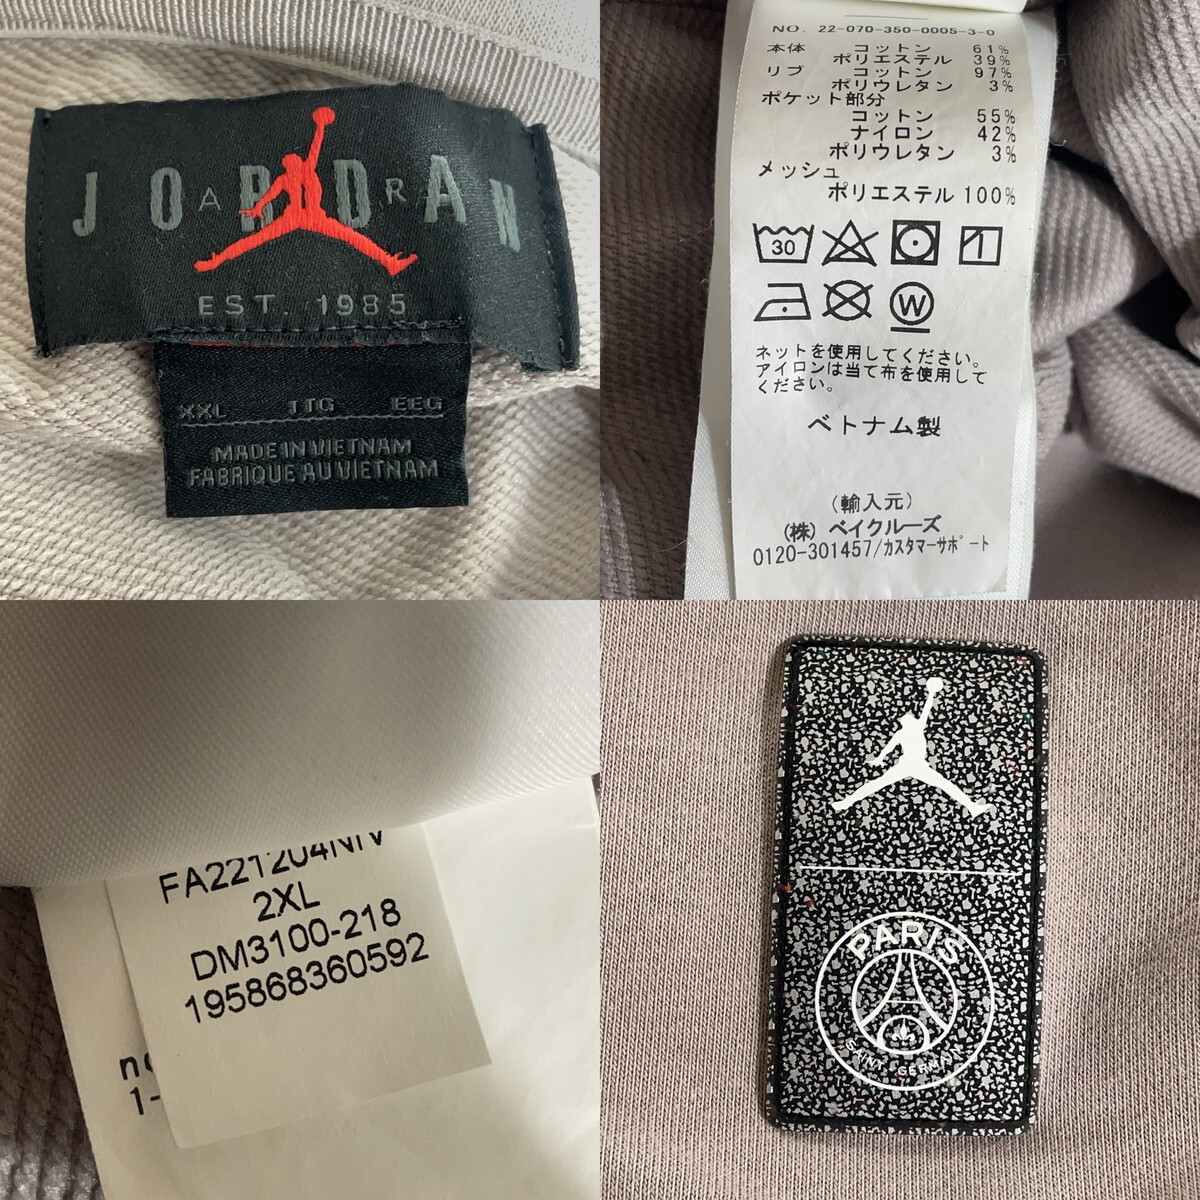 JORDAN
AIR
EST. 1985
XXL TTG EEG
MADE IN VIETNAM
FABRIQUE AU VIETNAM
NO. 22-070-350-0005-3-0
本体 コットン 61%
ポリエステル 39%
リブ コットン 97%
ポリウレタン 3%
ポケット部分
コットン 55%
ナイロン 42%
ポリウレタン 3%
メッシュ
ポリエステル 100%
30 1
W
ネットを使用してください。
アイロンは当て布を使用して
ください。
ベトナム製
(輸入元)
(株) ベイクルーズ
0120-301457/カスタマーサポート
FA221204NIV
2XL
DM3100-218
195868360592
1-
PARIS
SAINT-GERMAIN